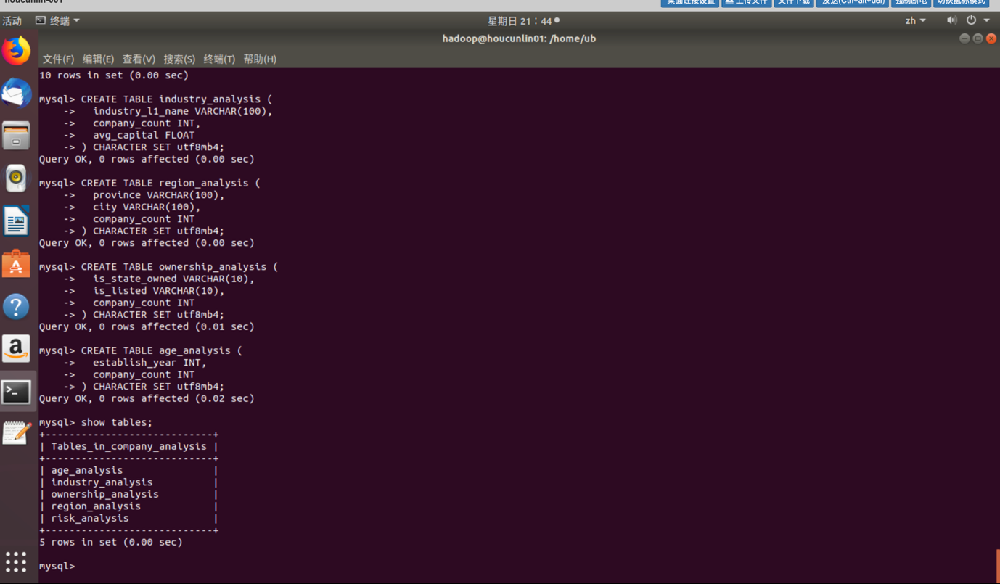 houcunlin-001
桌面连接设置 上传文件 文件下载 发送(Ctrl+alt+del) 强制断电 切换鼠标模式
活动 终端 星期日 21：44 zh
hadoop@houcunlin01: /home/ub
文件(F) 编辑(E) 查看(V) 搜索(S) 终端(T) 帮助(H)
10 rows in set (0.00 sec)
mysql> CREATE TABLE industry_analysis (
    ->   industry_l1_name VARCHAR(100),
    ->   company_count INT,
    ->   avg_capital FLOAT
    -> ) CHARACTER SET utf8mb4;
Query OK, 0 rows affected (0.00 sec)
mysql> CREATE TABLE region_analysis (
    ->   province VARCHAR(100),
    ->   city VARCHAR(100),
    ->   company_count INT
    -> ) CHARACTER SET utf8mb4;
Query OK, 0 rows affected (0.00 sec)
mysql> CREATE TABLE ownership_analysis (
    ->   is_state_owned VARCHAR(10),
    ->   is_listed VARCHAR(10),
    ->   company_count INT
    -> ) CHARACTER SET utf8mb4;
Query OK, 0 rows affected (0.01 sec)
mysql> CREATE TABLE age_analysis (
    ->   establish_year INT,
    ->   company_count INT
    -> ) CHARACTER SET utf8mb4;
Query OK, 0 rows affected (0.02 sec)
mysql> show tables;
+----------------------------+
| Tables_in_company_analysis |
+----------------------------+
| age_analysis               |
| industry_analysis          |
| ownership_analysis         |
| region_analysis            |
| risk_analysis              |
+----------------------------+
5 rows in set (0.00 sec)
mysql>